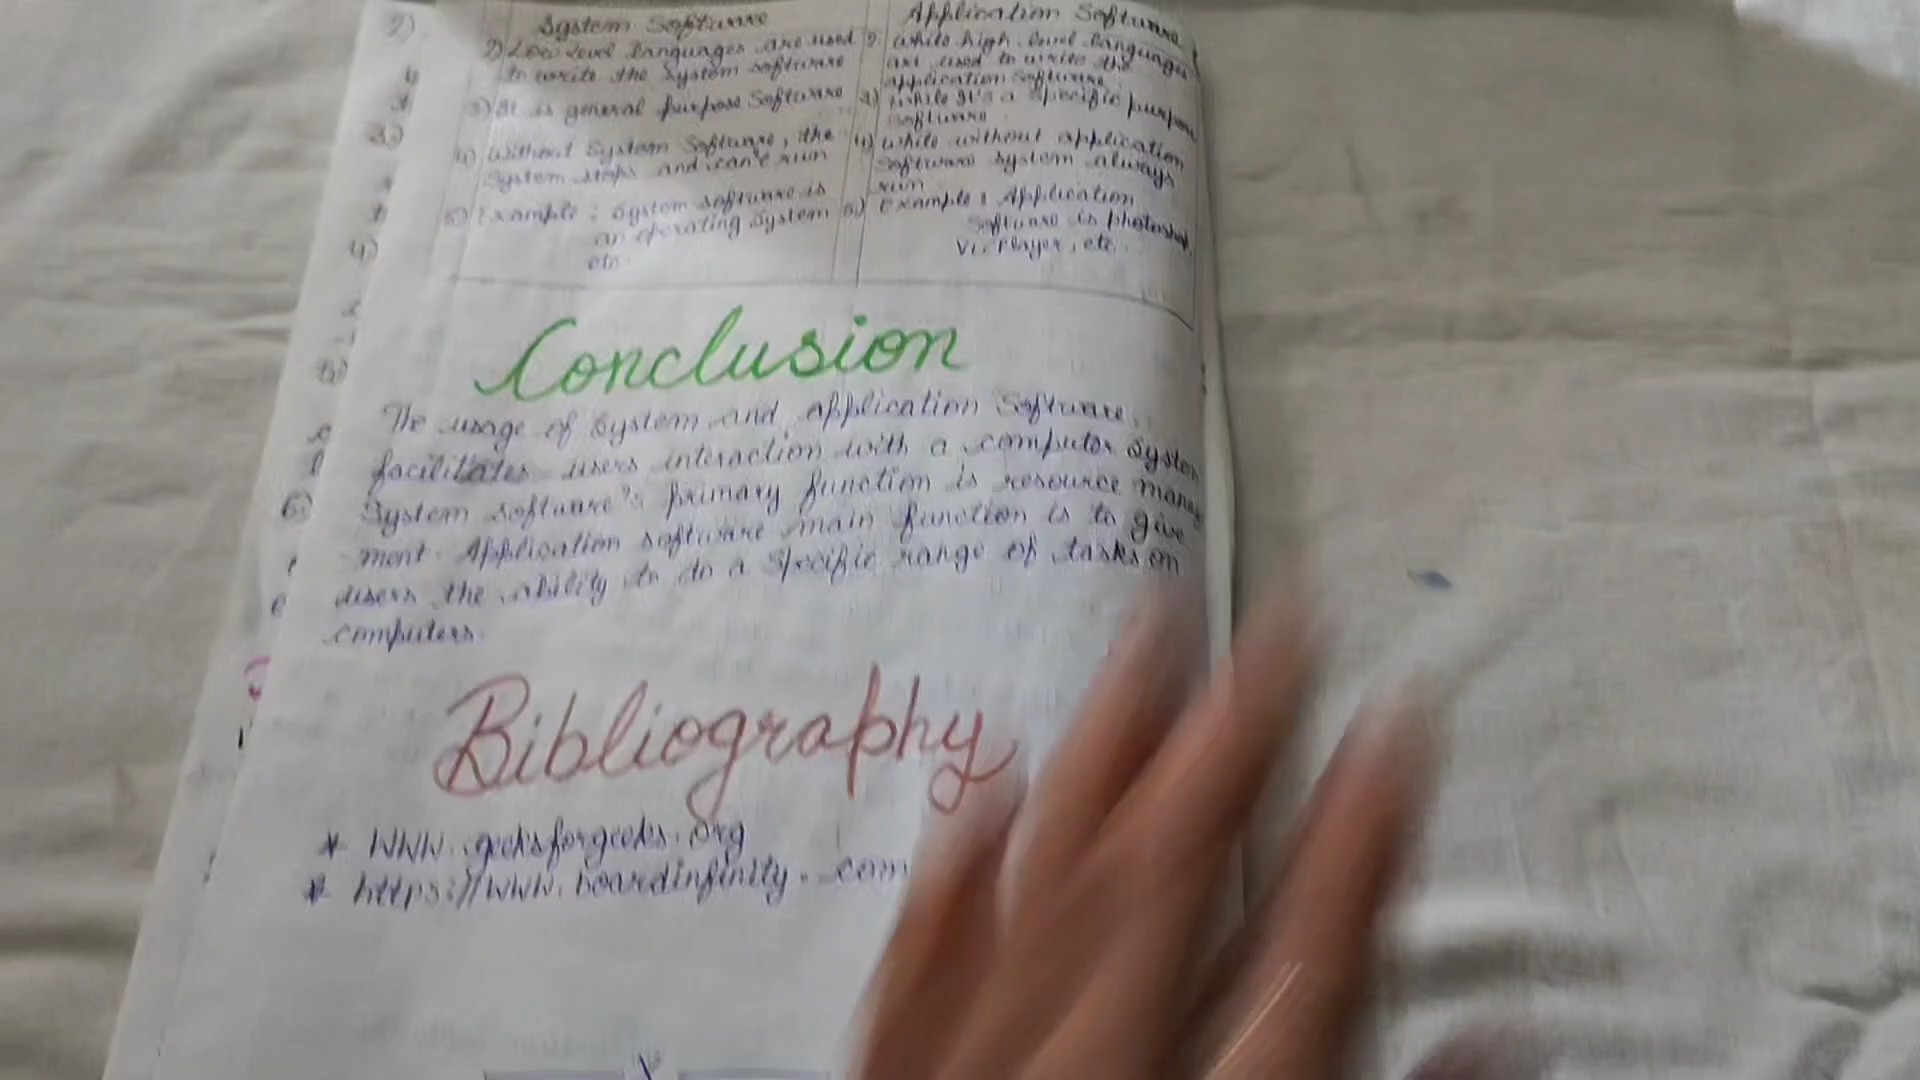 System Software
Application Software
2) Low level languages are used
to write the System software
3) It is general purpose Software
4) Without System Software, the
System stops and can't run
5) Example : System software is
an operating System
etc.
2. While high level languages
are used to write the
application software
3) While It's a specific purpose
software
4) While without application
Software system always
run
5) Example : Application
Software is photoshop,
VLC Player, etc.
Conclusion
The usage of system and application Software,
facilitates users interaction with a computer System
System software's primary function is resource manag
ment. Application software main function is to give
users the ability to do a specific range of tasks on
computers.
Bibliography
* WWW.geeksforgeeks.org
* https://WWW.boardinfinity.com